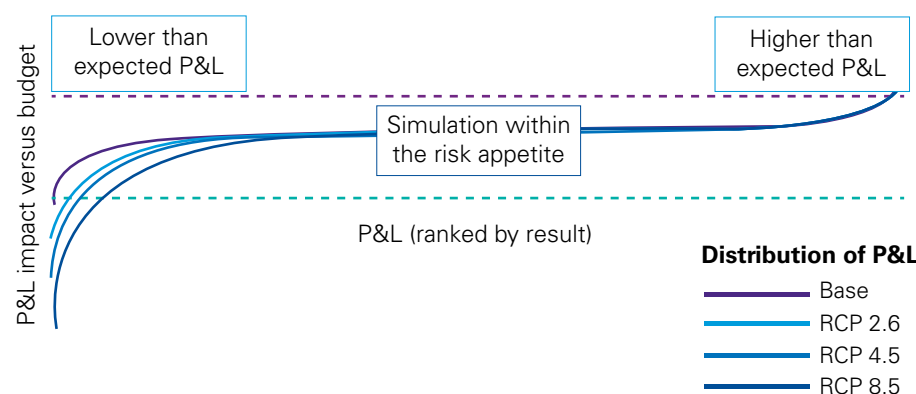 Lower than
expected P&L
Higher than
expected P&L
P&L impact versus budget
Simulation within
the risk appetite
P&L (ranked by result)
Distribution of P&L
Base
RCP 2.6
RCP 4.5
RCP 8.5